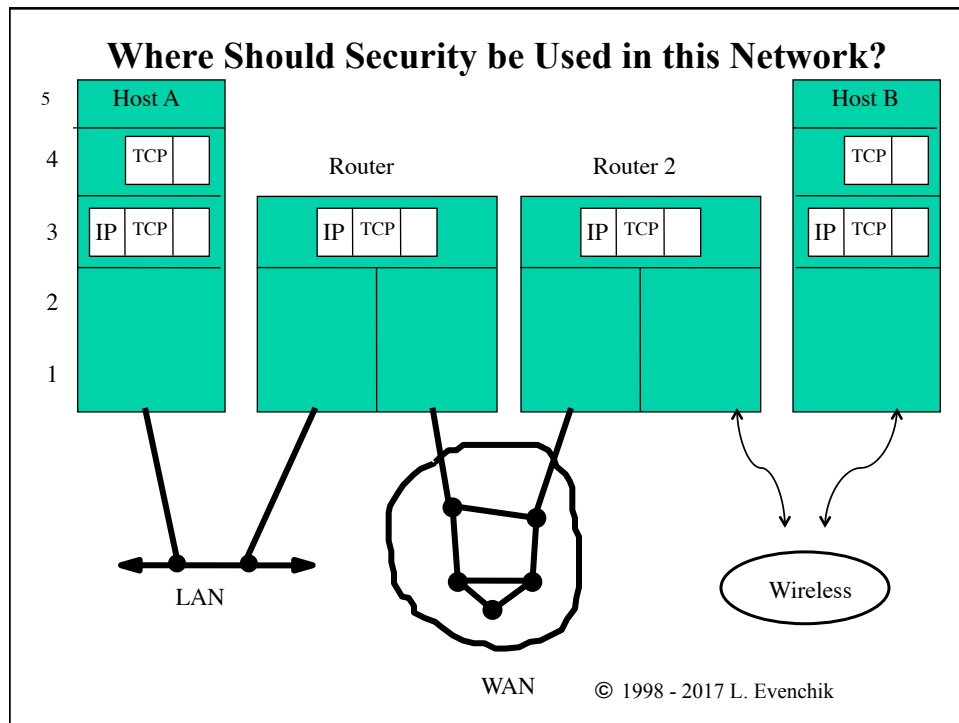 Where Should Security be Used in this Network?
5 Host A Host B
4 TCP Router Router 2 TCP
3 IP TCP IP TCP IP TCP IP TCP
2
1
LAN
Wireless
WAN
© 1998 - 2017 L. Evenchik